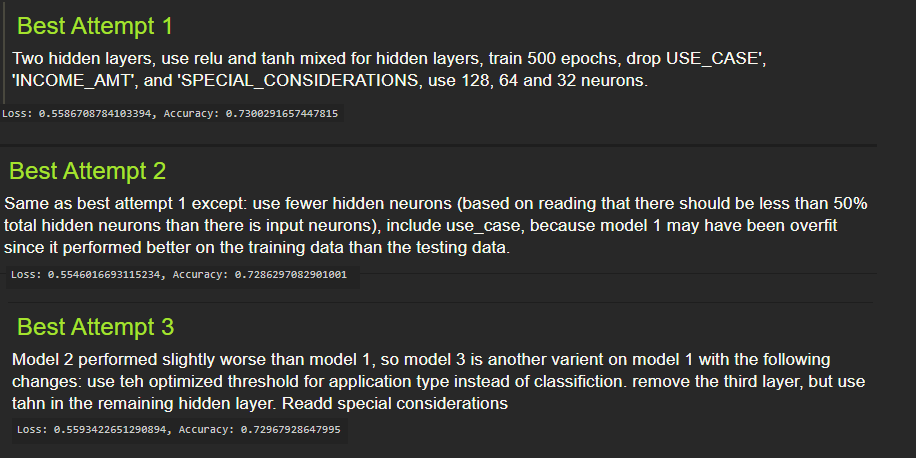 Best Attempt 1
Two hidden layers, use relu and tanh mixed for hidden layers, train 500 epochs, drop USE_CASE',
'INCOME_AMT', and 'SPECIAL_CONSIDERATIONS, use 128, 64 and 32 neurons.
Loss: 0.5586708784103394, Accuracy: 0.7300291657447815
Best Attempt 2
Same as best attempt 1 except: use fewer hidden neurons (based on reading that there should be less than 50%
total hidden neurons than there is input neurons), include use_case, because model 1 may have been overfit
since it performed better on the training data than the testing data.
Loss: 0.5546016693115234, Accuracy: 0.7286297082901001
Best Attempt 3
Model 2 performed slightly worse than model 1, so model 3 is another varient on model 1 with the following
changes: use teh optimized threshold for application type instead of classifiction. remove the third layer, but use
tahn in the remaining hidden layer. Readd special considerations
Loss: 0.5593422651290894, Accuracy: 0.72967928647995